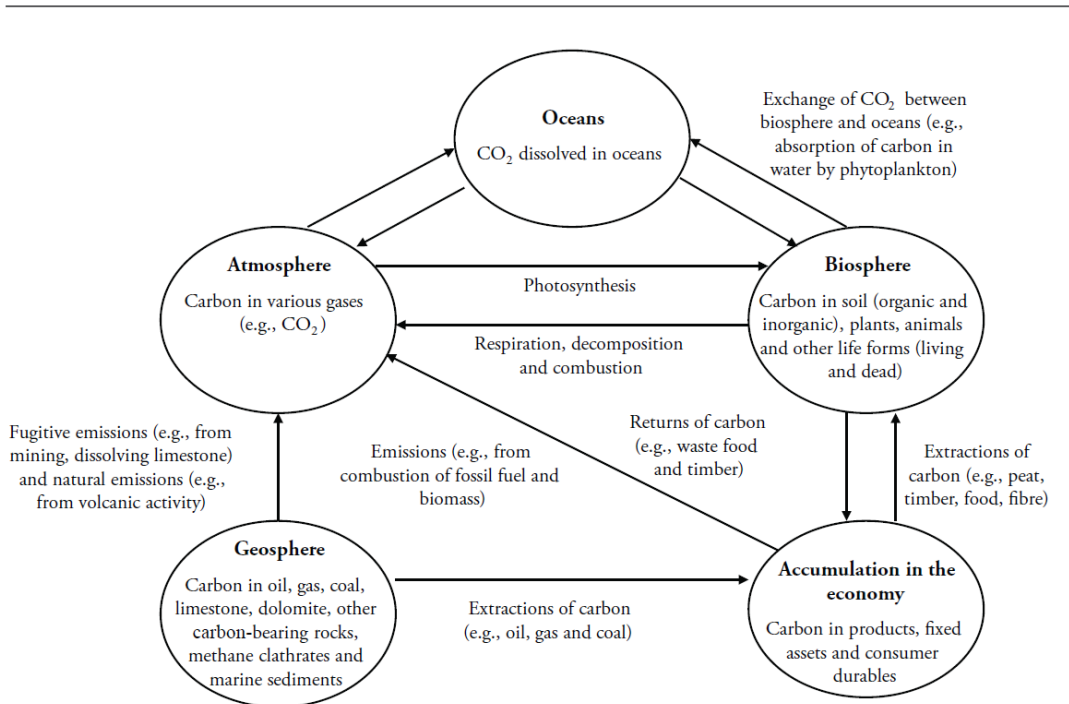 Oceans
CO2 dissolved in oceans
Exchange of CO2 between
biosphere and oceans (e.g.,
absorption of carbon in
water by phytoplankton)
Atmosphere
Carbon in various gases
(e.g., CO2)
Photosynthesis
Biosphere
Carbon in soil (organic and
inorganic), plants, animals
and other life forms (living
and dead)
Respiration, decomposition
and combustion
Fugitive emissions (e.g., from
mining, dissolving limestone)
and natural emissions (e.g.,
from volcanic activity)
Emissions (e.g., from
combustion of fossil fuel and
biomass)
Returns of carbon
(e.g., waste food
and timber)
Extractions of
carbon (e.g., peat,
timber, food, fibre)
Geosphere
Carbon in oil, gas, coal,
limestone, dolomite, other
carbon-bearing rocks,
methane clathrates and
marine sediments
Extractions of carbon
(e.g., oil, gas and coal)
Accumulation in the
economy
Carbon in products, fixed
assets and consumer
durables